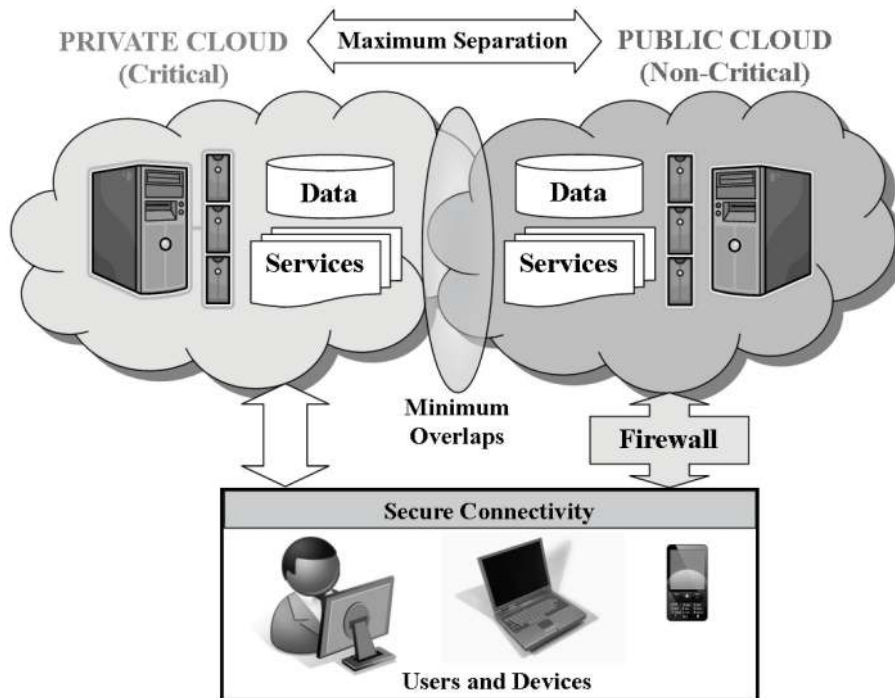 PRIVATE CLOUD
(Critical)
Maximum Separation
PUBLIC CLOUD
(Non-Critical)
Data
Services
Data
Services
Minimum
Overlaps
Firewall
Secure Connectivity
Users and Devices